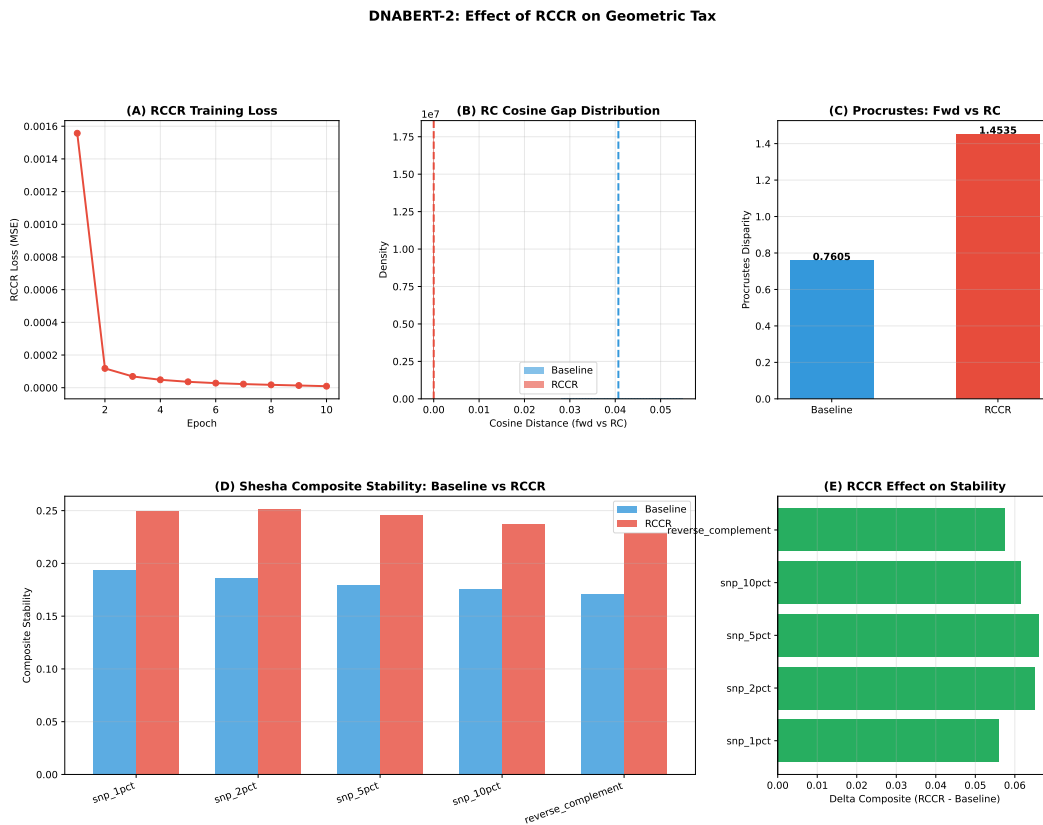 DNABERT-2: Effect of RCCR on Geometric Tax
(A) RCCR Training Loss
RCCR Loss (MSE)
0.0016
0.0014
0.0012
0.0010
0.0008
0.0006
0.0004
0.0002
0.0000
2 4 6 8 10
Epoch
(B) RC Cosine Gap Distribution
1e7
Density
1.75
1.50
1.25
1.00
0.75
0.50
0.25
0.00
Baseline
RCCR
0.00 0.01 0.02 0.03 0.04 0.05
Cosine Distance (fwd vs RC)
(C) Procrustes: Fwd vs RC
Procrustes Disparity
1.4
1.2
1.0
0.8
0.6
0.4
0.2
0.0
0.7605
1.4535
Baseline RCCR
(D) Shesha Composite Stability: Baseline vs RCCR
Composite Stability
0.25
0.20
0.15
0.10
0.05
0.00
Baseline
RCCR
snp_1pct
snp_2pct
snp_5pct
snp_10pct
reverse_complement
(E) RCCR Effect on Stability
reverse_complement
snp_10pct
snp_5pct
snp_2pct
snp_1pct
0.00 0.01 0.02 0.03 0.04 0.05 0.06
Delta Composite (RCCR - Baseline)